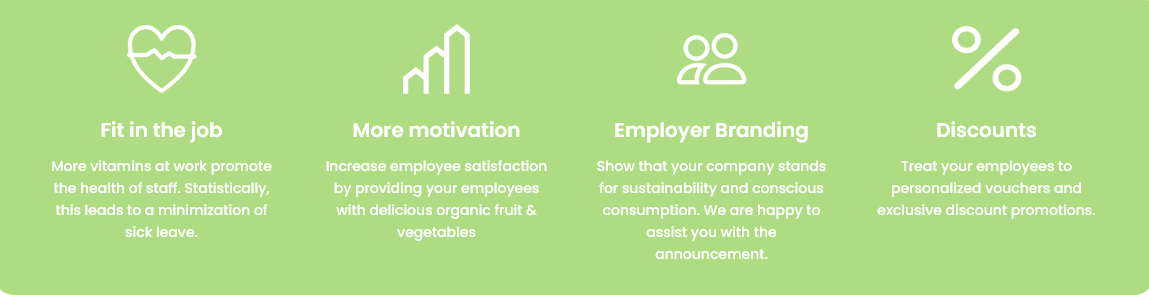 Fit in the job
More vitamins at work promote
the health of staff. Statistically,
this leads to a minimization of
sick leave.
More motivation
Increase employee satisfaction
by providing your employees
with delicious organic fruit &
vegetables
Employer Branding
Show that your company stands
for sustainability and conscious
consumption. We are happy to
assist you with the
announcement.
Discounts
Treat your employees to
personalized vouchers and
exclusive discount promotions.